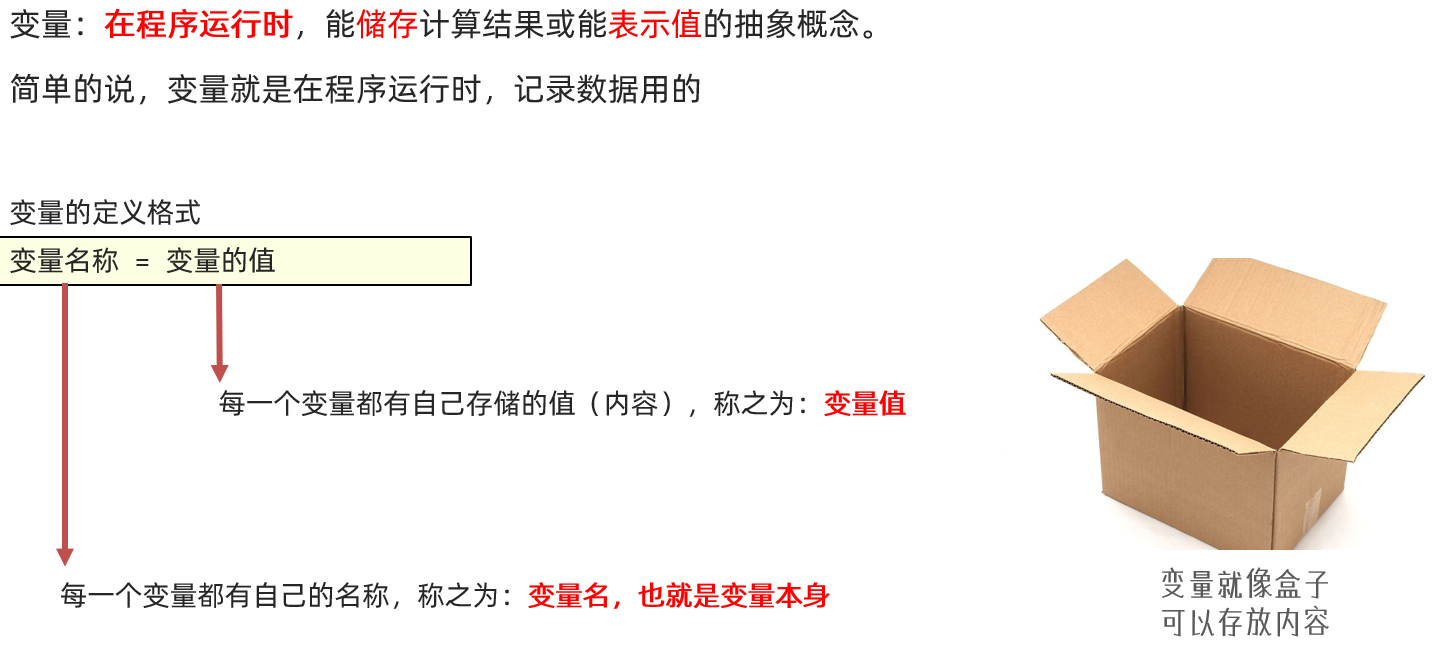 变量：在程序运行时，能储存计算结果或能表示值的抽象概念。
简单的说，变量就是在程序运行时，记录数据用的
变量的定义格式
变量名称 = 变量的值
每一个变量都有自己存储的值（内容），称之为：变量值
每一个变量都有自己的名称，称之为：变量名，也就是变量本身
变量就像盒子
可以存放内容